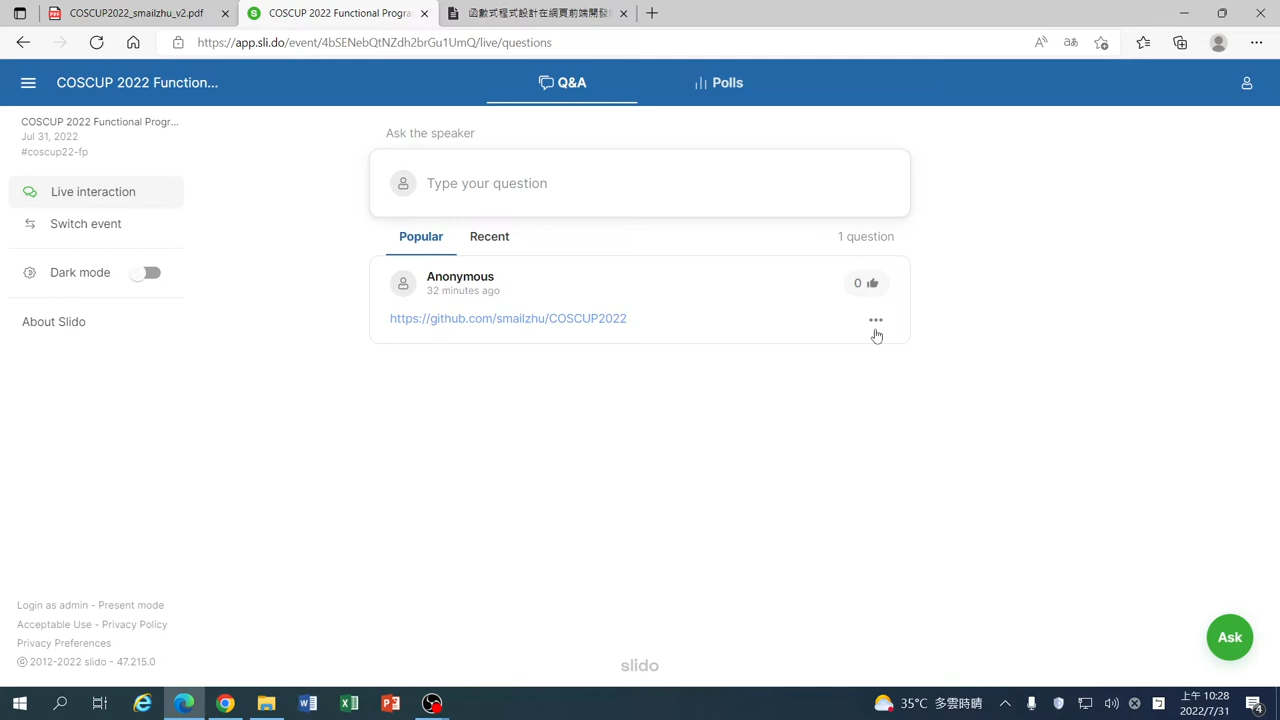 COSCUP2022_smailzhu_v2.pdf
COSCUP 2022 Functional Progra
函數式程式設計在網頁前端開發
https://app.sli.do/event/4bSENebQtNZdh2brGu1UmQ/live/questions
COSCUP 2022 Function...
Q&A
Polls
COSCUP 2022 Functional Progr...
Jul 31, 2022
#coscup22-fp
Live interaction
Switch event
Dark mode
About Slido
Ask the speaker
Type your question
Popular
Recent
1 question
Anonymous
32 minutes ago
0
https://github.com/smailzhu/COSCUP2022
Login as admin - Present mode
Acceptable Use - Privacy Policy
Privacy Preferences
© 2012-2022 slido - 47.215.0
slido
Ask
35°C 多雲時晴
上午 10:28
2022/7/31
4